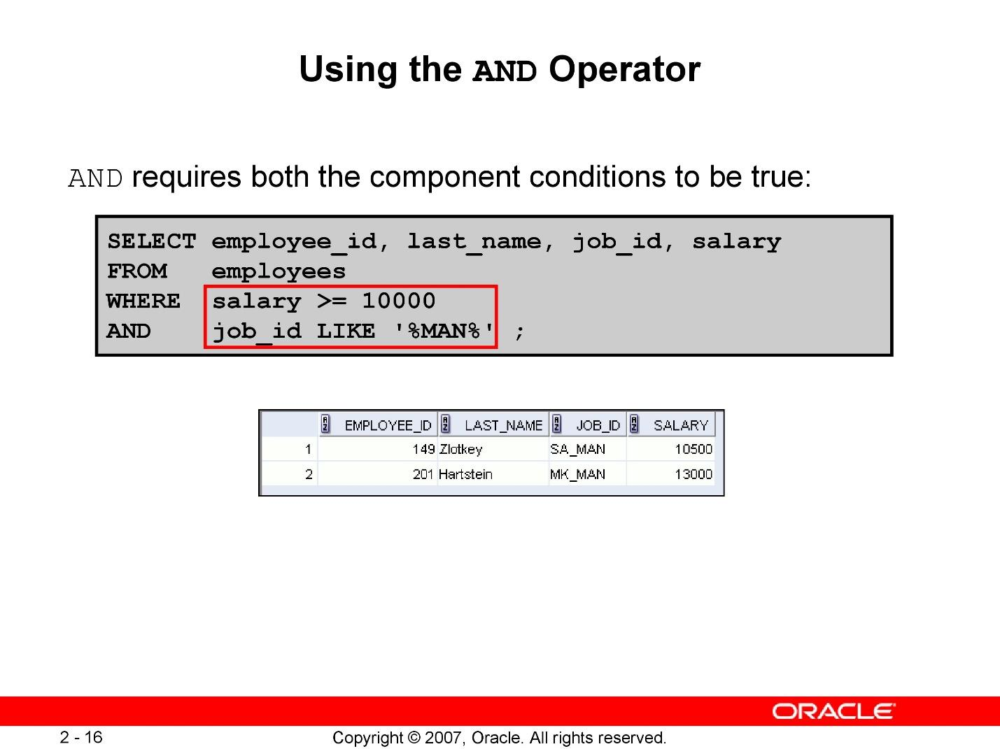 Using the AND Operator
AND requires both the component conditions to be true:
SELECT employee_id, last_name, job_id, salary
FROM   employees
WHERE  salary >= 10000
AND    job_id LIKE '%MAN%' ;
EMPLOYEE_ID LAST_NAME JOB_ID SALARY
1 149 Zlotkey SA_MAN 10500
2 201 Hartstein MK_MAN 13000
ORACLE
2 - 16 Copyright © 2007, Oracle. All rights reserved.